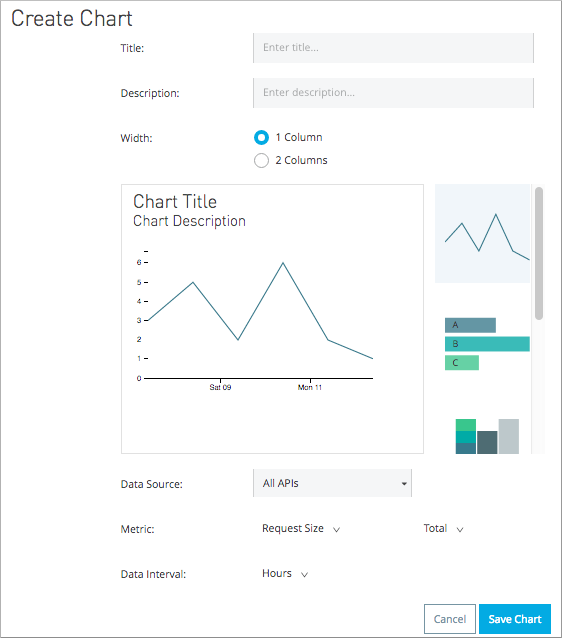 Create Chart
Title: Enter title...
Description: Enter description...
Width: 1 Column
2 Columns
Chart Title
Chart Description
6
5
4
3
2
1
0
Sat 09 Mon 11
A
B
C
Data Source: All APIs
Metric: Request Size Total
Data Interval: Hours
Cancel Save Chart